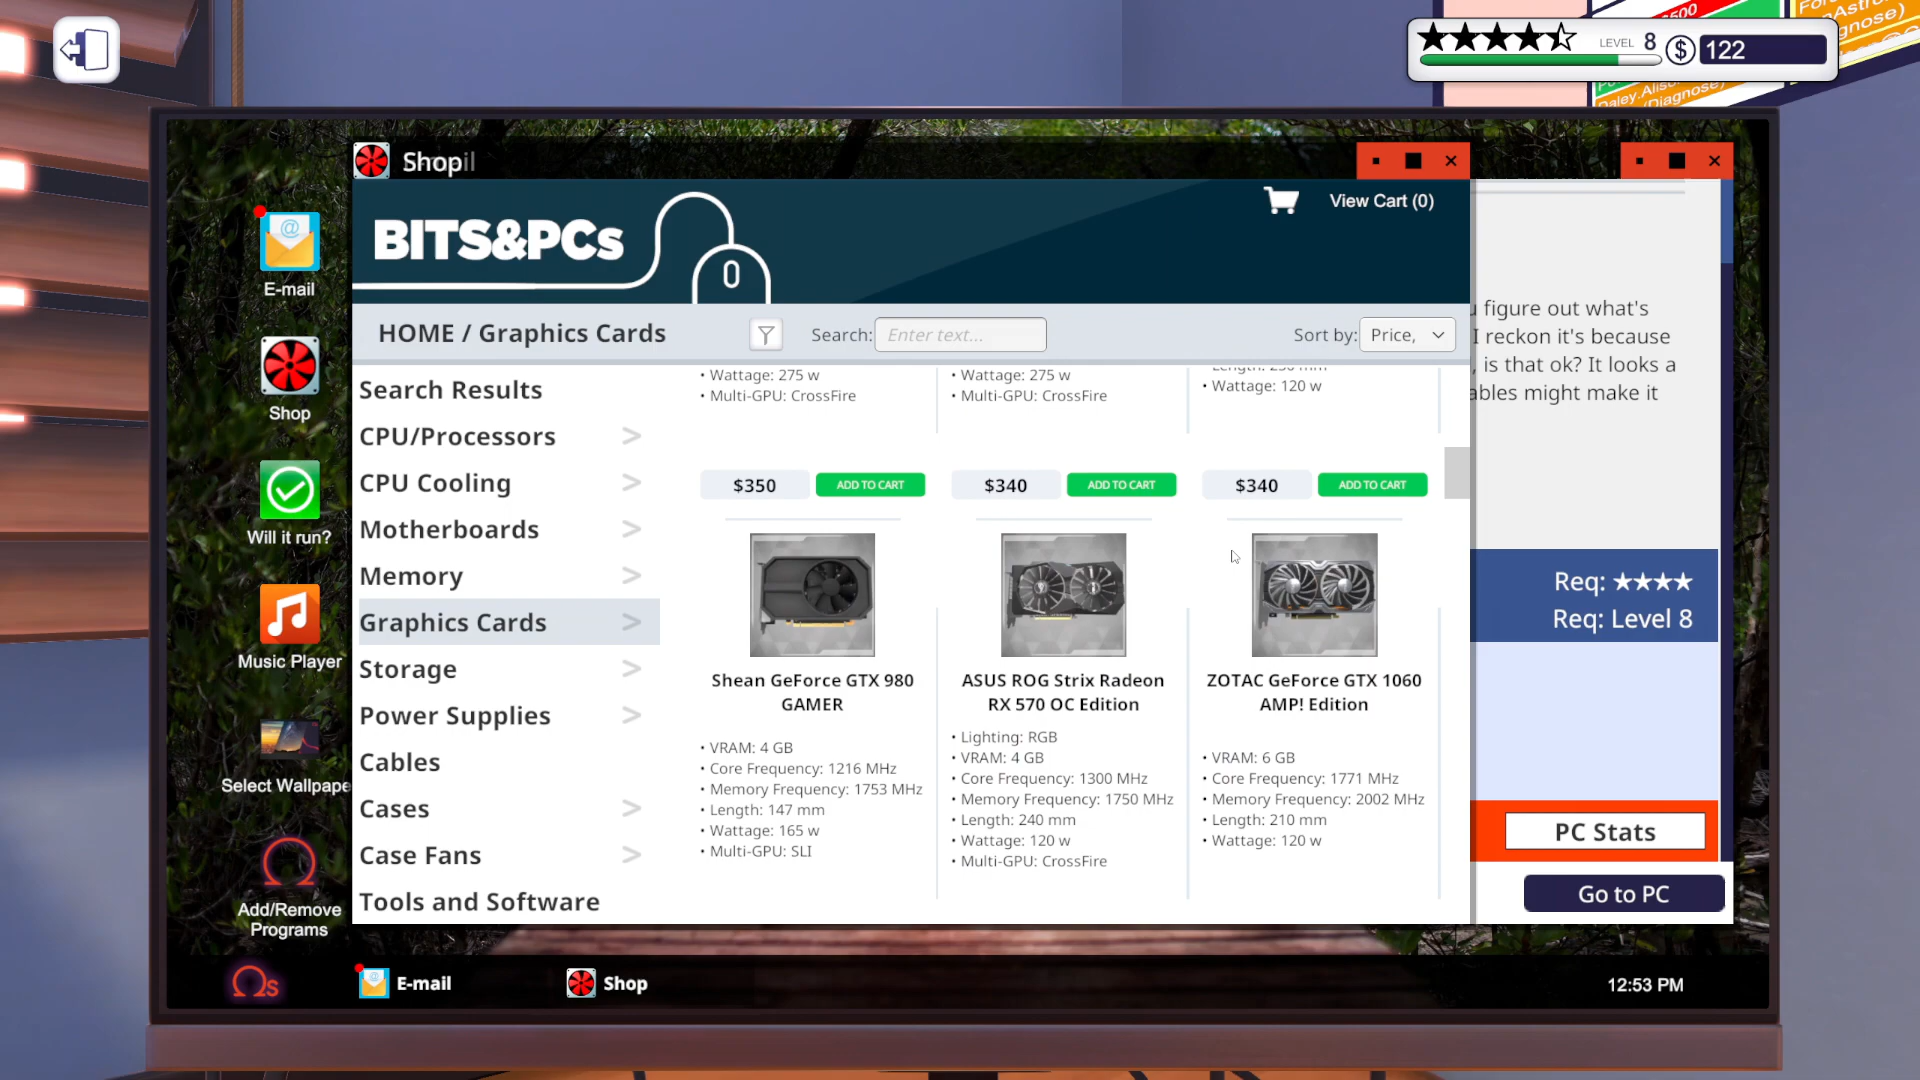 LEVEL 8 $ 122
$500
Daley.Aliso
(Diagnose)
Shop
View Cart (0)
BITS&PCs
HOME / Graphics Cards
Search: Enter text...
Sort by: Price,
E-mail
Shop
Will it run?
Music Player
Select Wallpape
Add/Remove
Programs
Search Results
CPU/Processors >
CPU Cooling >
Motherboards >
Memory >
Graphics Cards >
Storage >
Power Supplies >
Cables
Cases >
Case Fans >
Tools and Software
• Wattage: 275 w
• Multi-GPU: CrossFire
$350 ADD TO CART
• Wattage: 275 w
• Multi-GPU: CrossFire
$340 ADD TO CART
• Wattage: 120 w
$340 ADD TO CART
Shean GeForce GTX 980
GAMER
• VRAM: 4 GB
• Core Frequency: 1216 MHz
• Memory Frequency: 1753 MHz
• Length: 147 mm
• Wattage: 165 w
• Multi-GPU: SLI
ASUS ROG Strix Radeon
RX 570 OC Edition
• Lighting: RGB
• VRAM: 4 GB
• Core Frequency: 1300 MHz
• Memory Frequency: 1750 MHz
• Length: 240 mm
• Wattage: 120 w
• Multi-GPU: CrossFire
ZOTAC GeForce GTX 1060
AMP! Edition
• VRAM: 6 GB
• Core Frequency: 1771 MHz
• Memory Frequency: 2002 MHz
• Length: 210 mm
• Wattage: 120 w
figure out what's
I reckon it's because
, is that ok? It looks a
ables might make it
Req: ★★★★
Req: Level 8
PC Stats
Go to PC
Ωs
E-mail
Shop
12:53 PM